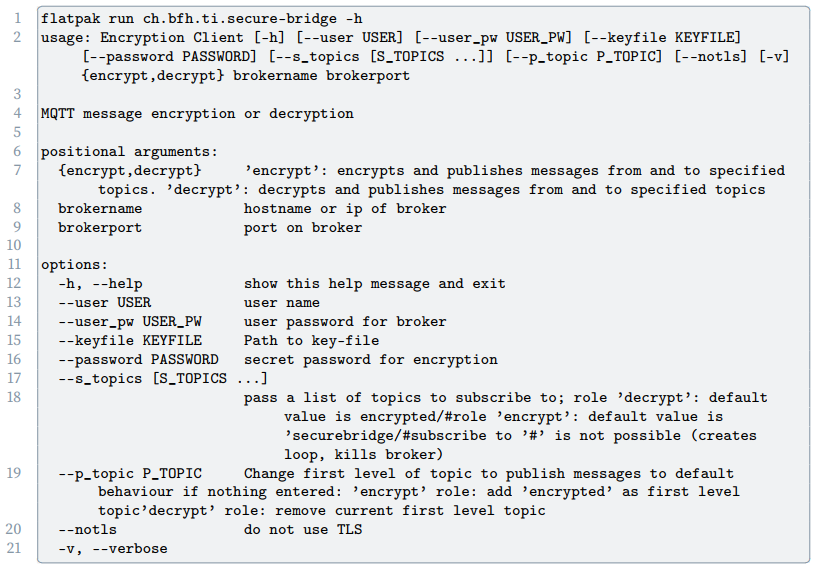 1 flatpak run ch.bfh.ti.secure-bridge -h
2 usage: Encryption Client [-h] [--user USER] [--user_pw USER_PW] [--keyfile KEYFILE]
[--password PASSWORD] [--s_topics [S_TOPICS ...]] [--p_topic P_TOPIC] [--notls] [-v]
{encrypt,decrypt} brokername brokerport
3
4 MQTT message encryption or decryption
5
6 positional arguments:
7 {encrypt,decrypt} ’encrypt’: encrypts and publishes messages from and to specified
topics. ’decrypt’: decrypts and publishes messages from and to specified topics
8 brokername hostname or ip of broker
9 brokerport port on broker
10
11 options:
12 -h, --help show this help message and exit
13 --user USER user name
14 --user_pw USER_PW user password for broker
15 --keyfile KEYFILE Path to key-file
16 --password PASSWORD secret password for encryption
17 --s_topics [S_TOPICS ...]
18 pass a list of topics to subscribe to; role ’decrypt’: default
value is encrypted/#role ’encrypt’: default value is
’securebridge/#subscribe to ’#’ is not possible (creates
loop, kills broker)
19 --p_topic P_TOPIC Change first level of topic to publish messages to default
behaviour if nothing entered: ’encrypt’ role: add ’encrypted’ as first level
topic’decrypt’ role: remove current first level topic
20 --notls do not use TLS
21 -v, --verbose